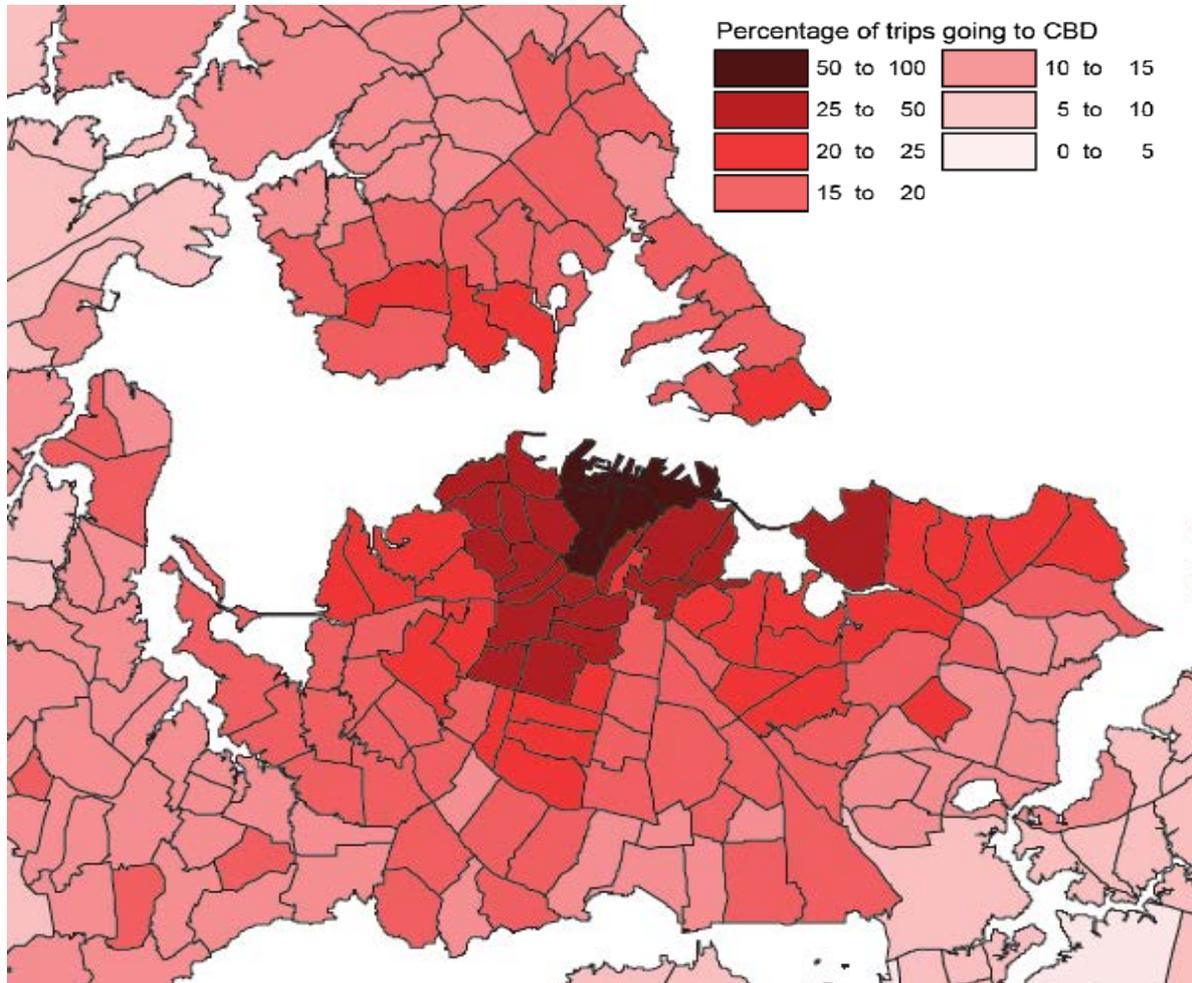 Percentage of trips going to CBD
50 to 100
25 to 50
20 to 25
15 to 20
10 to 15
5 to 10
0 to 5